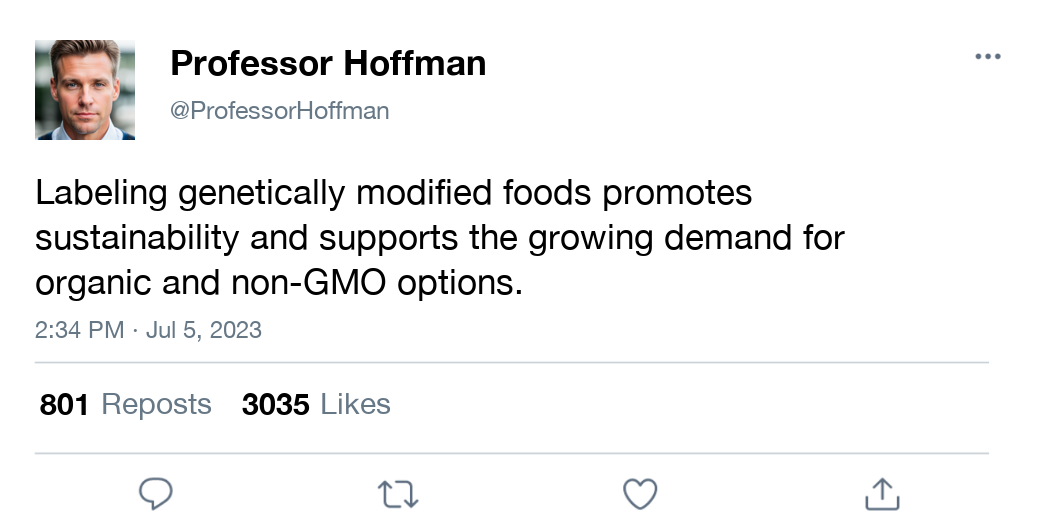 Professor Hoffman
@ProfessorHoffman
Labeling genetically modified foods promotes
sustainability and supports the growing demand for
organic and non-GMO options.
2:34 PM · Jul 5, 2023
801 Reposts 3035 Likes